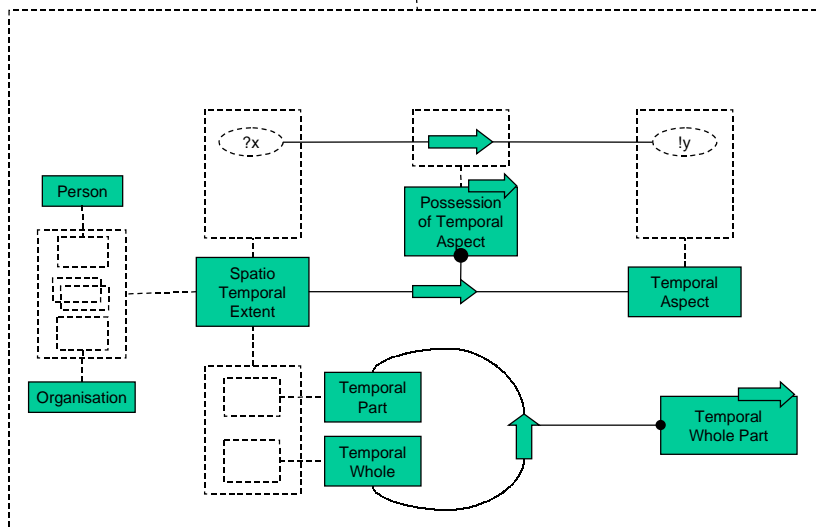 ?x
!y
Person
Possession
of Temporal
Aspect
Spatio
Temporal
Extent
Temporal
Aspect
Organisation
Temporal
Part
Temporal
Whole Part
Temporal
Whole